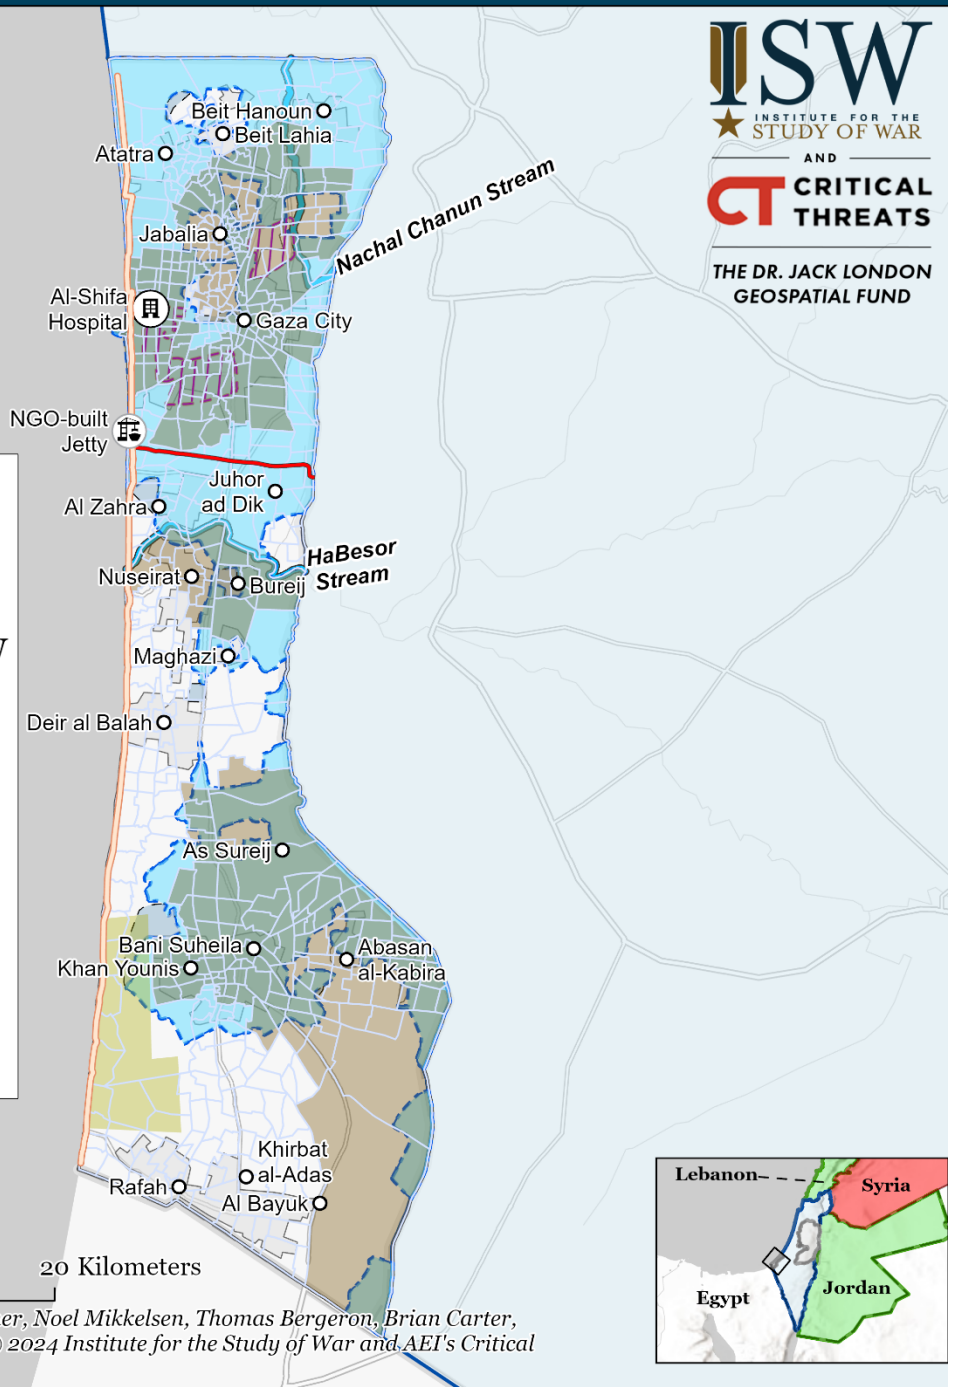 ISW
INSTITUTE FOR THE
STUDY OF WAR
AND
CT CRITICAL
THREATS
THE DR. JACK LONDON
GEOSPATIAL FUND
Beit Hanoun
Beit Lahia
Atatra
Nachal Chanun Stream
Jabalia
Al-Shifa
Hospital
Gaza City
NGO-built
Jetty
Juhor
ad Dik
Al Zahra
HaBesor
Stream
Nuseirat
Bureij
Maghazi
Deir al Balah
As Sureij
Bani Suheila
Abasan
al-Kabira
Khan Younis
Khirbat
al-Adas
Rafah
Al Bayuk
Lebanon
Syria
Egypt
Jordan
20 Kilometers
Noel Mikkelsen, Thomas Bergeron, Brian Carter,
2024 Institute for the Study of War and AEI's Critical